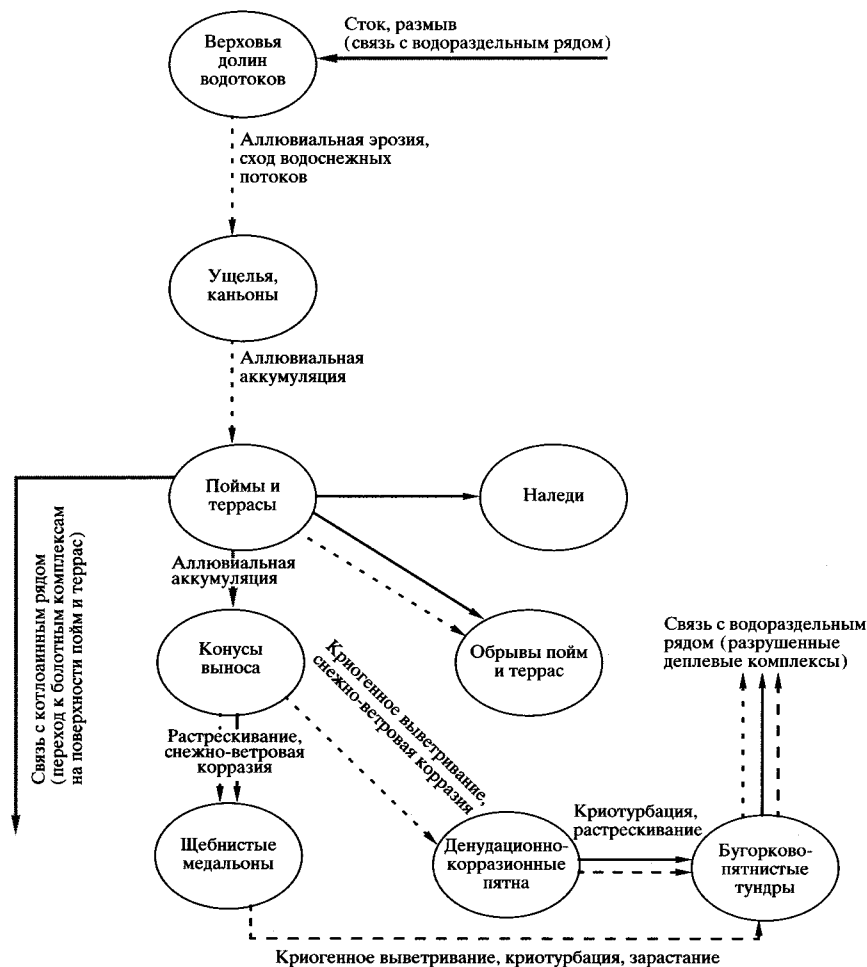 Сток, размыв
(связь с водораздельным рядом)
Верховья
долин
водотоков
Аллювиальная эрозия,
сход водоснежных
потоков
Ущелья,
каньоны
Аллювиальная
аккумуляция
Поймы и
террасы
Наледи
Связь с котлоаинным рядом
(переход к болотным комплексам
на поверхности пойм и террас)
Аллювиальная
аккумуляция
Конусы
выноса
Обрывы пойм
и террас
Связь с водораздельным
рядом (разрушенные
деплевые комплексы)
Криогенное выветривание,
снежно-ветровая корразия
Растрескивание,
снежно-ветровая
корразия
Щебнистые
медальоны
Денудационно-
корразионные
пятна
Криотурбация,
растрескивание
Бугорково-
пятнистые
тундры
Криогенное выветривание, криотурбация, зарастание